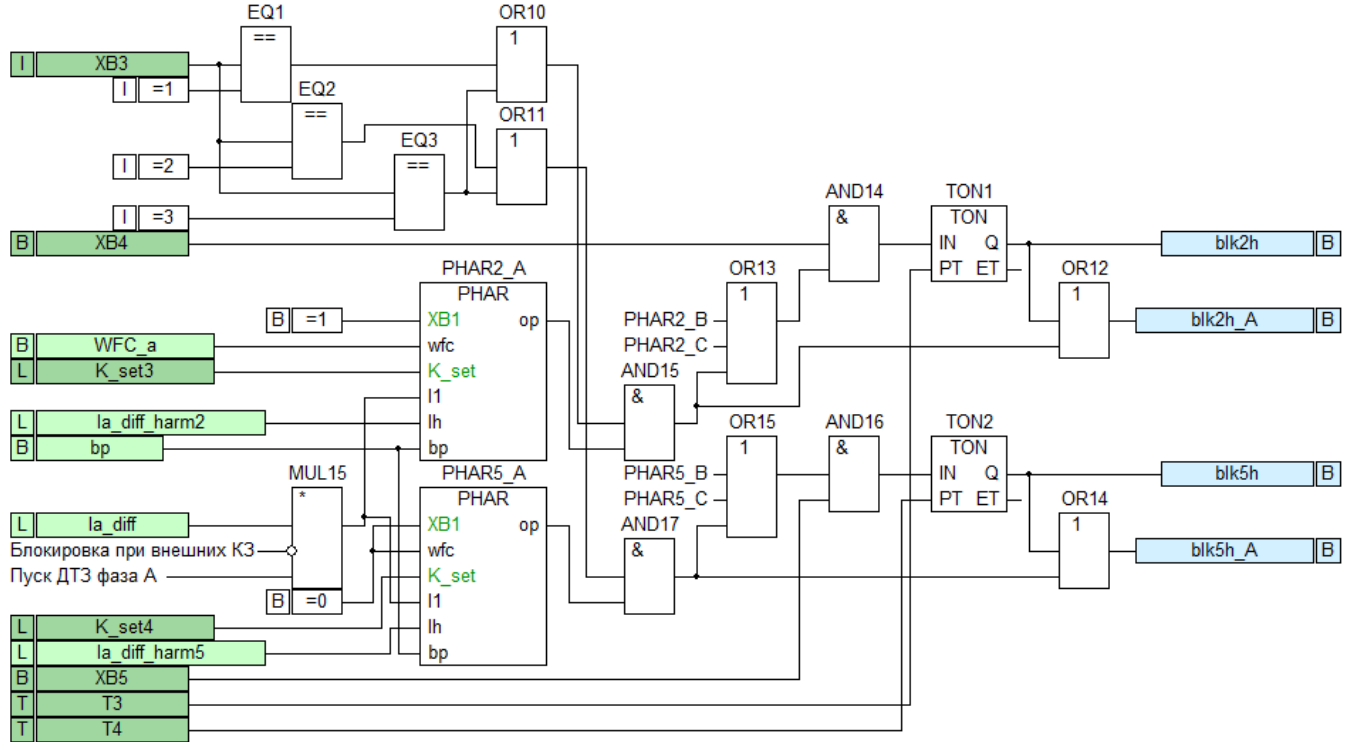 EQ1
OR10
==
1
I XB3
I =1
EQ2
==
OR11
1
EQ3
==
I =2
I =3
AND14
&
TON1
TON
IN Q
PT ET
B XB4
blk2h B
PHAR2_A
PHAR
XB1 op
wfc
K_set
I1
Ih
bp
OR13
1
OR12
1
B =1
PHAR2_B
PHAR2_C
blk2h_A B
B WFC_a
L K_set3
AND15
&
L Ia_diff_harm2
B bp
OR15
1
AND16
&
TON2
TON
IN Q
PT ET
MUL15
*
PHAR5_A
PHAR
XB1 op
wfc
K_set
I1
Ih
bp
PHAR5_B
PHAR5_C
blk5h B
OR14
1
L Ia_diff
AND17
&
Блокировка при внешних КЗ
blk5h_A B
Пуск ДТЗ фаза А
B =0
L K_set4
L Ia_diff_harm5
B XB5
T T3
T T4